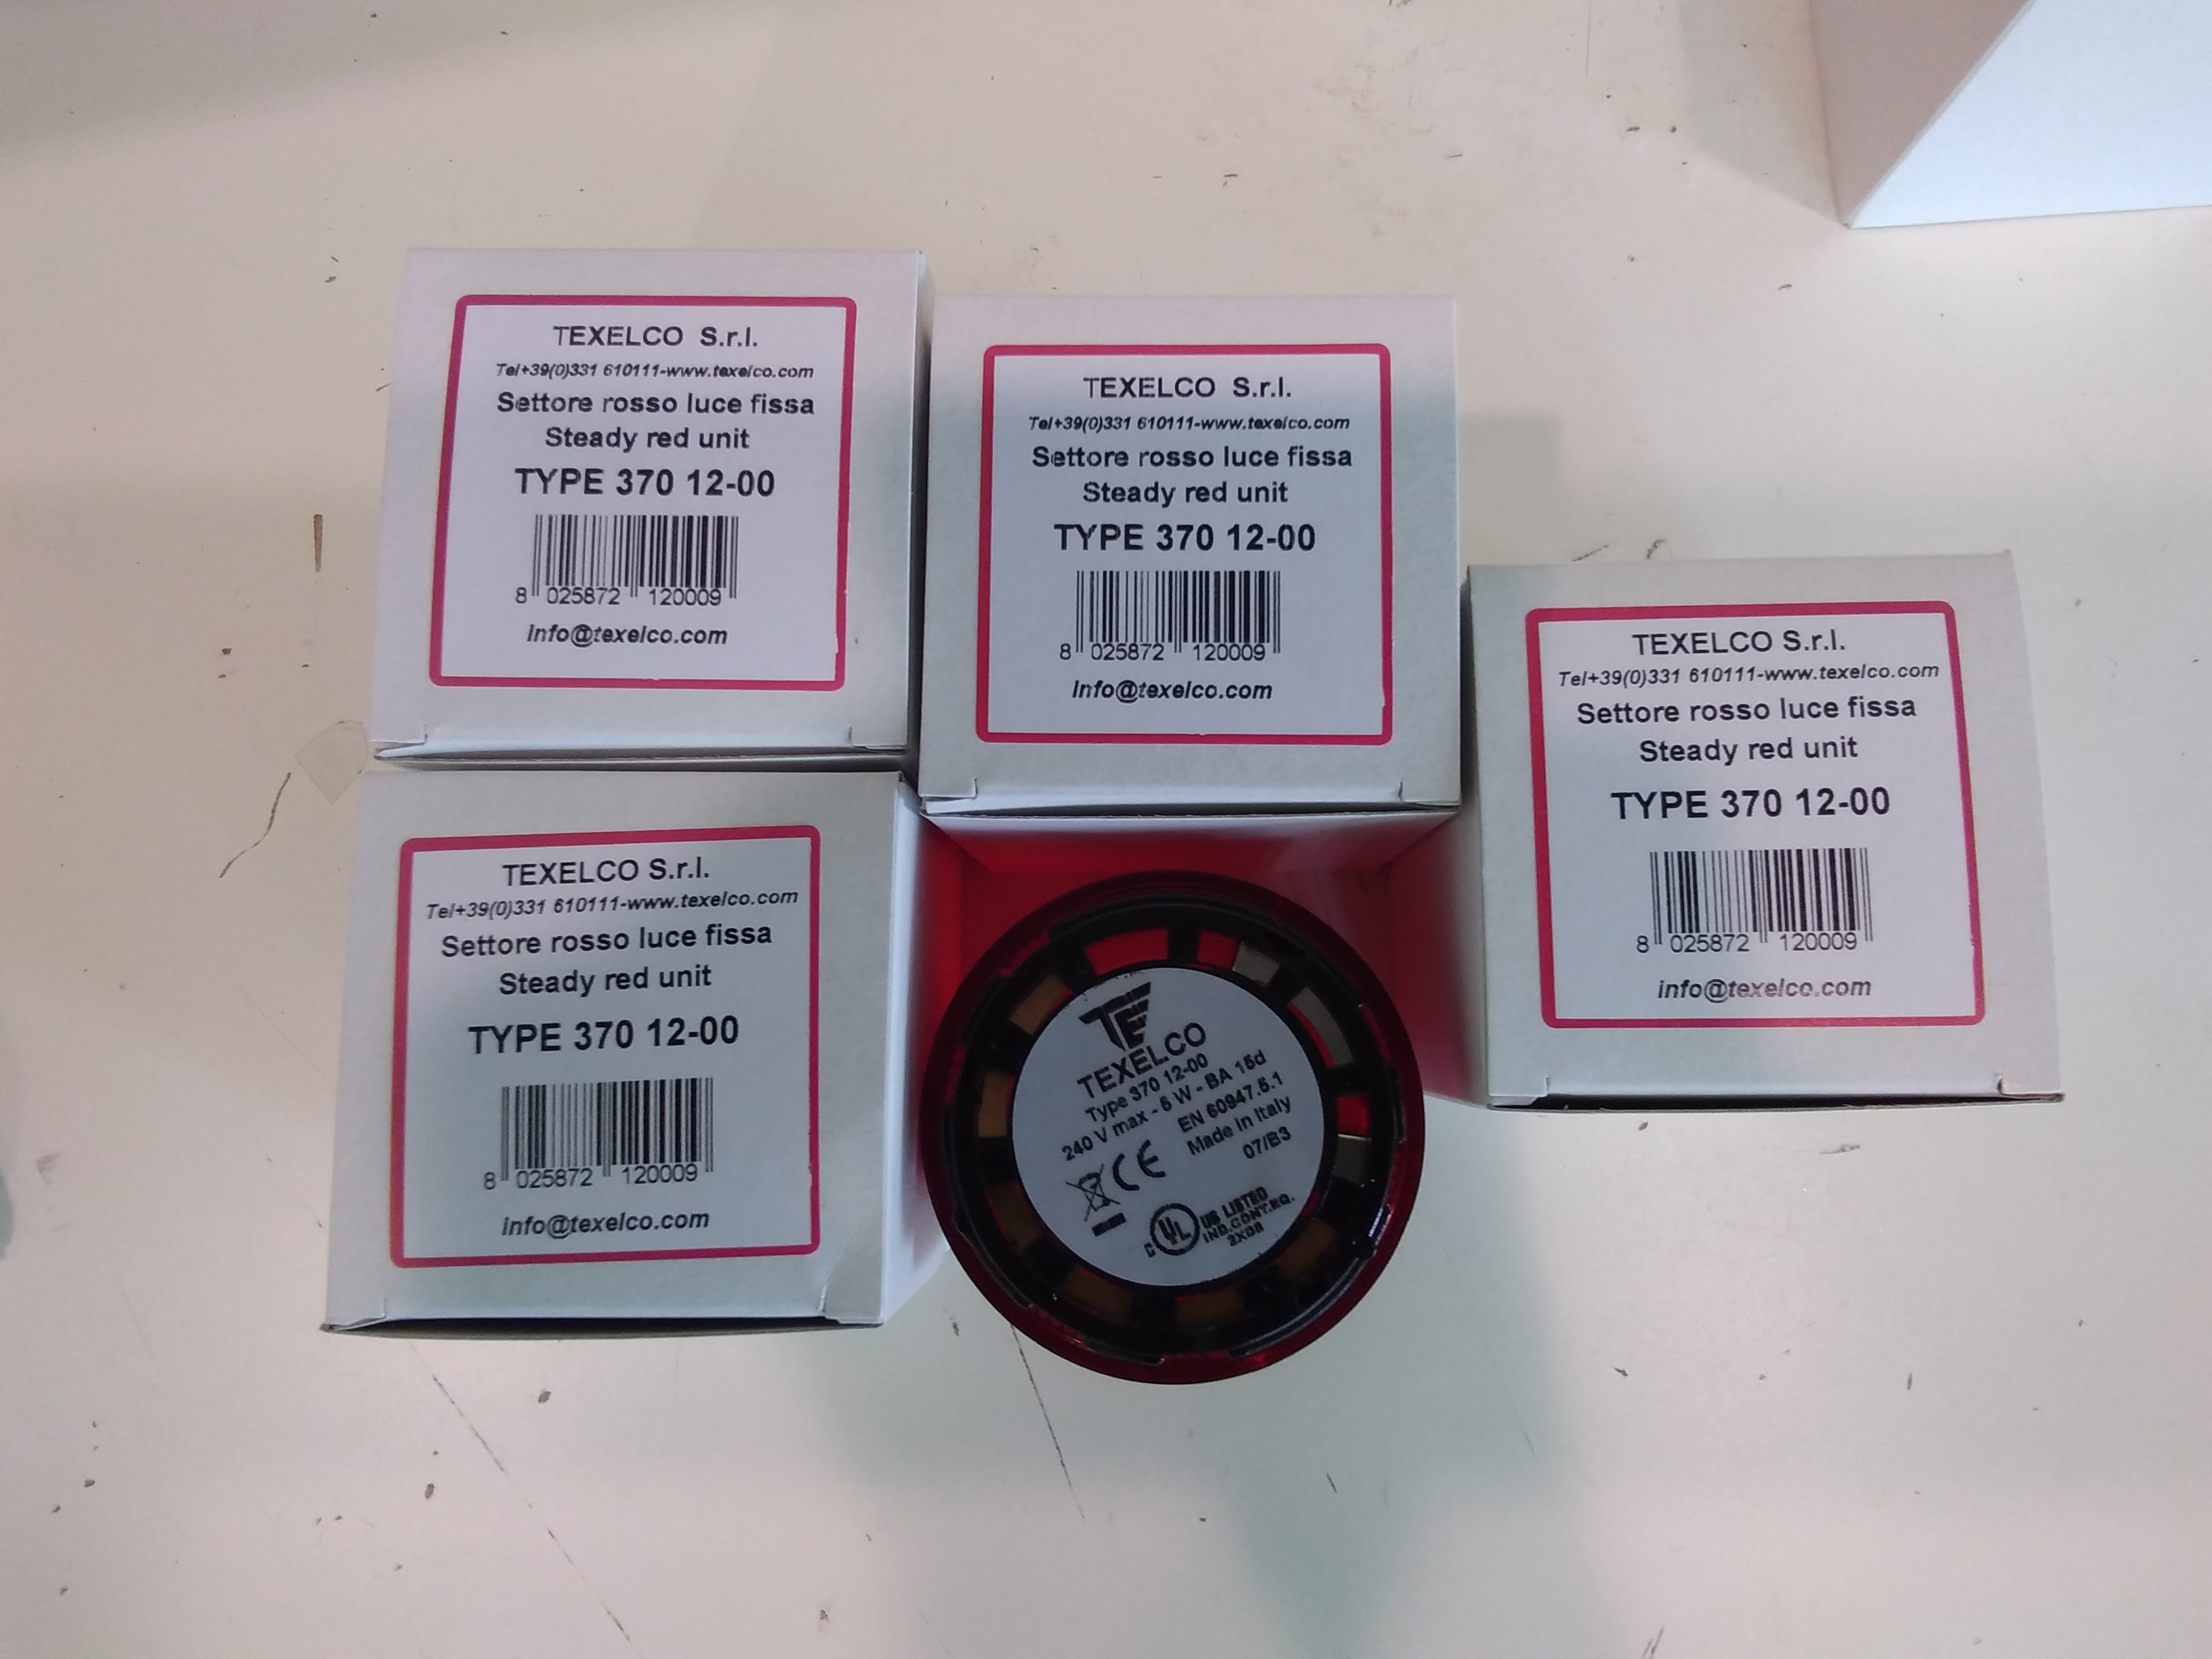 TEXELCO S.r.l.
Tel+39(0)331 610111-www.texelco.com
Settore rosso luce fissa
Steady red unit
TYPE 370 12-00
8 025872 120009
info@texelco.com
TEXELCO S.r.l.
Tel+39(0)331 610111-www.texelco.com
Settore rosso luce fissa
Steady red unit
TYPE 370 12-00
8 025872 120009
info@texelco.com
TEXELCO S.r.l.
Tel+39(0)331 610111-www.texelco.com
Settore rosso luce fissa
Steady red unit
TYPE 370 12-00
8 025872 120009
info@texelco.com
TEXELCO S.r.l.
Tel+39(0)331 610111-www.texelco.com
Settore rosso luce fissa
Steady red unit
TYPE 370 12-00
8 025872 120009
info@texelco.com
TE
TEXELCO
Type 370 12-00
240 V max - 5 W - BA 15d
EN 60947.5.1
CE Made in Italy
07/B3
C UL US LISTED
IND.CONT.EQ.
2X98